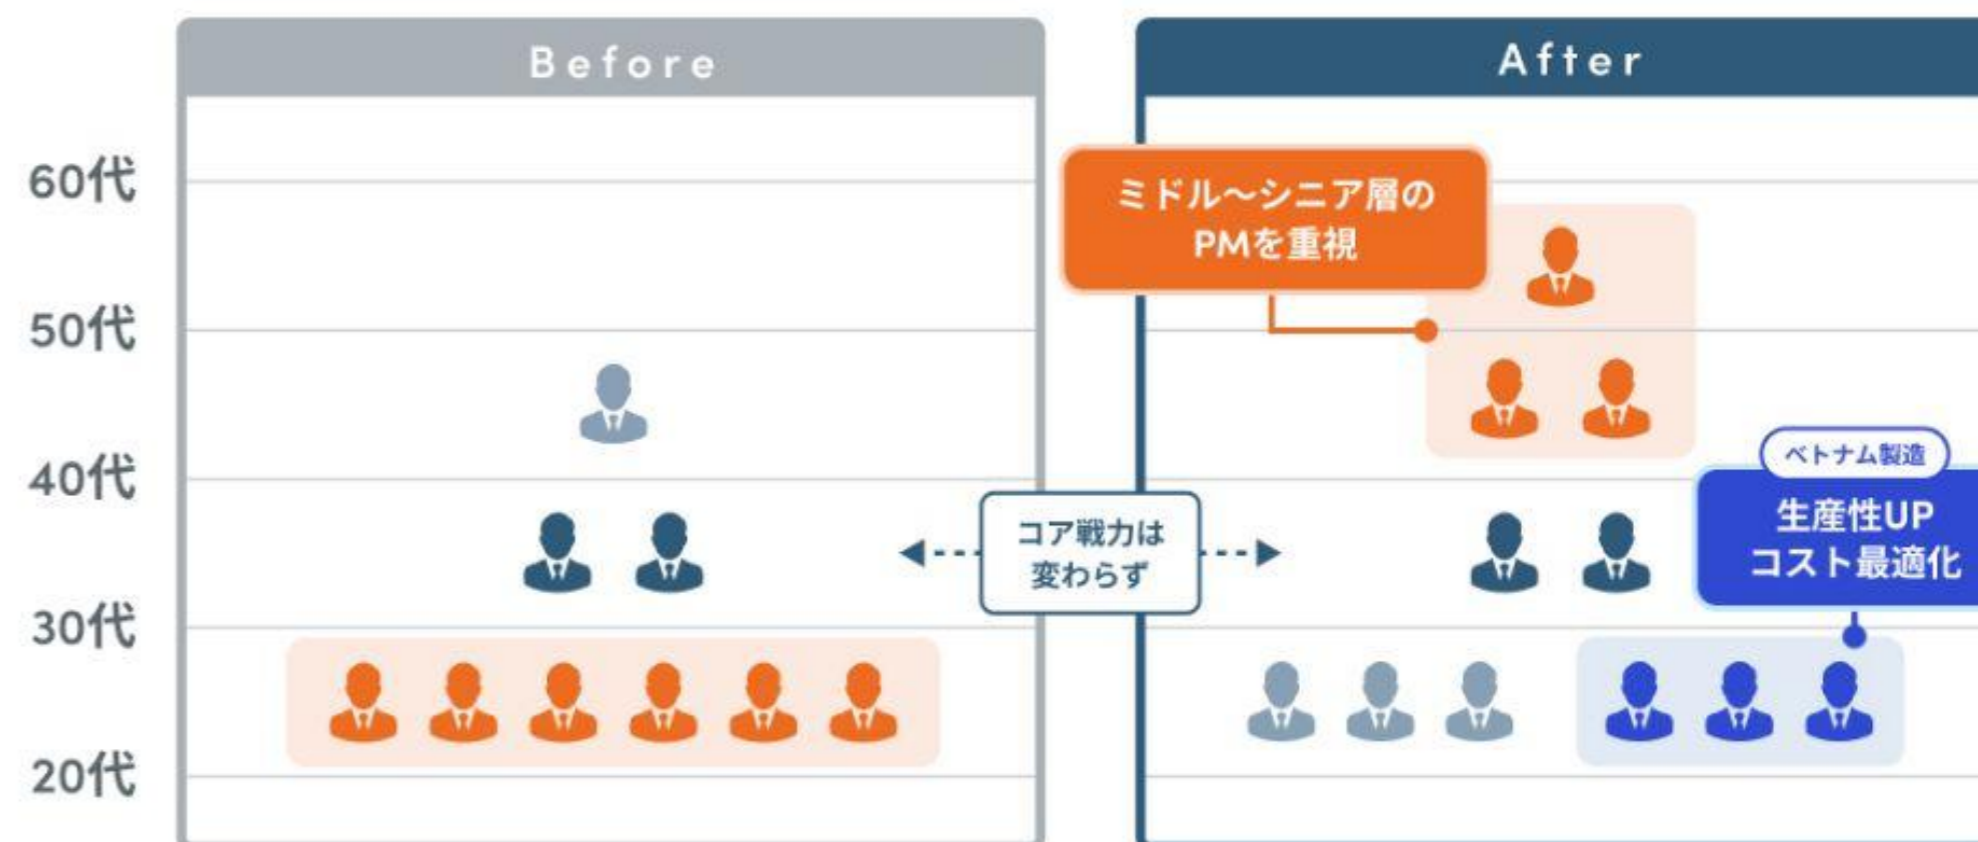 Before
After
60代
50代
40代
30代
20代
ミドル〜シニア層の
PMを重視
コア戦力は
変わらず
ベトナム製造
生産性UP
コスト最適化